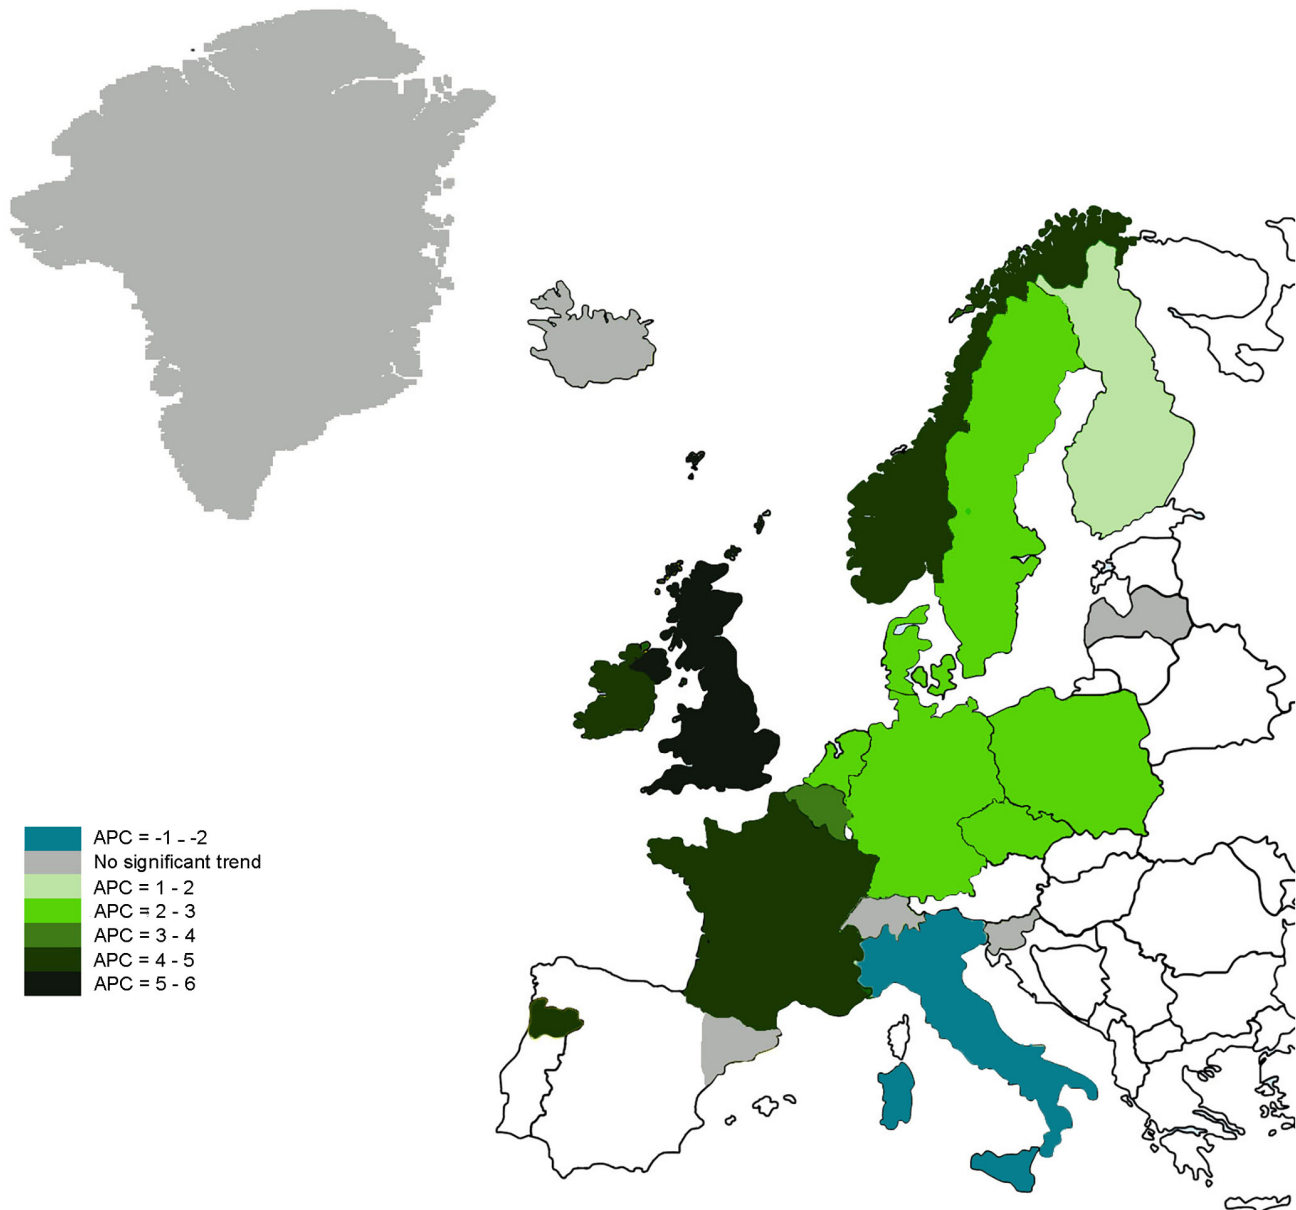 APC = -1 - -2
No significant trend
APC = 1 - 2
APC = 2 - 3
APC = 3 - 4
APC = 4 - 5
APC = 5 - 6